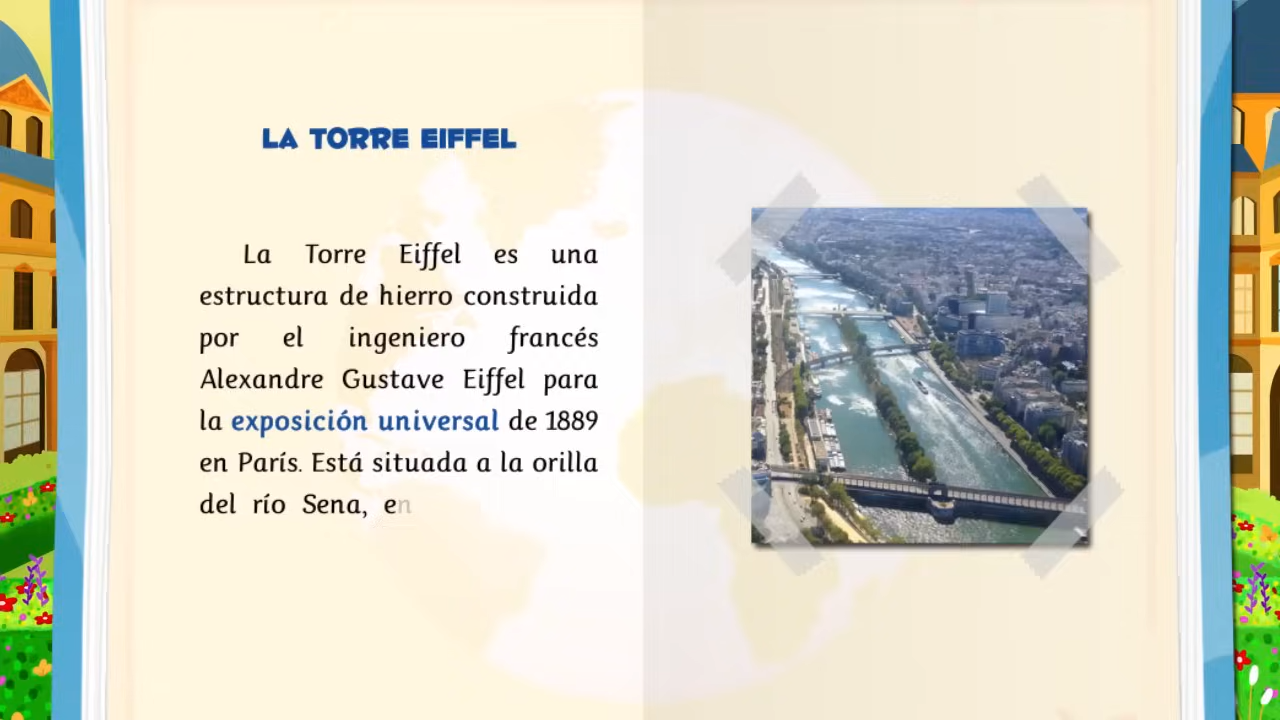 LA TORRE EIFFEL
La Torre Eiffel es una
estructura de hierro construida
por el ingeniero francés
Alexandre Gustave Eiffel para
la exposición universal de 1889
en París. Está situada a la orilla
del río Sena, en